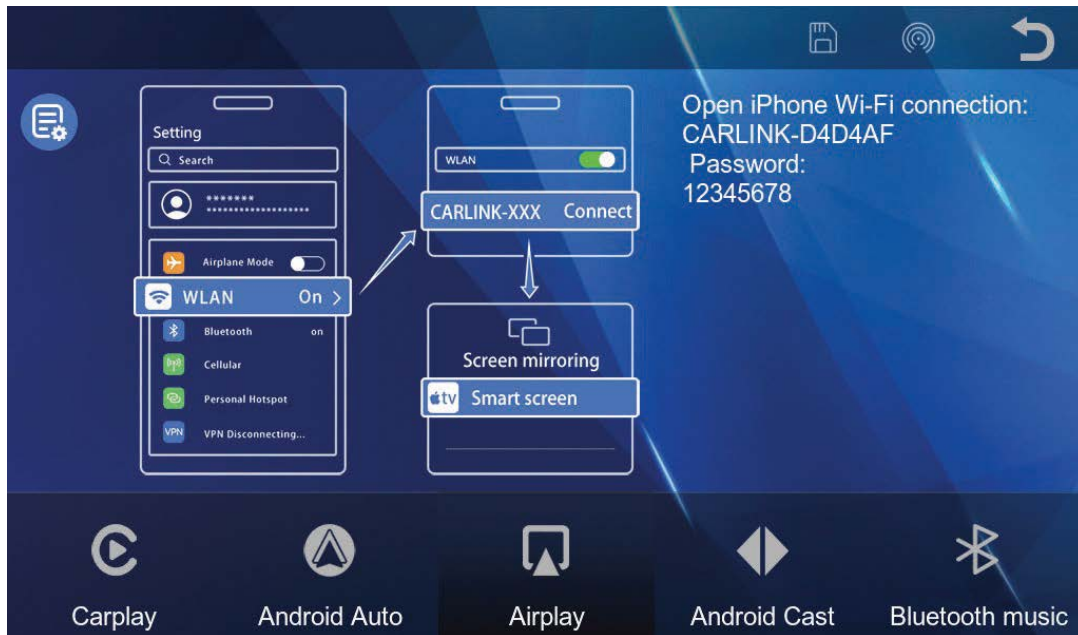 Setting
Search
*******
*******************
Airplane Mode
WLAN On >
Bluetooth on
Cellular
Personal Hotspot
VPN VPN Disconnecting...
WLAN
CARLINK-XXX Connect
Screen mirroring
tv Smart screen
Open iPhone Wi-Fi connection:
CARLINK-D4D4AF
Password:
12345678
Carplay
Android Auto
Airplay
Android Cast
Bluetooth music